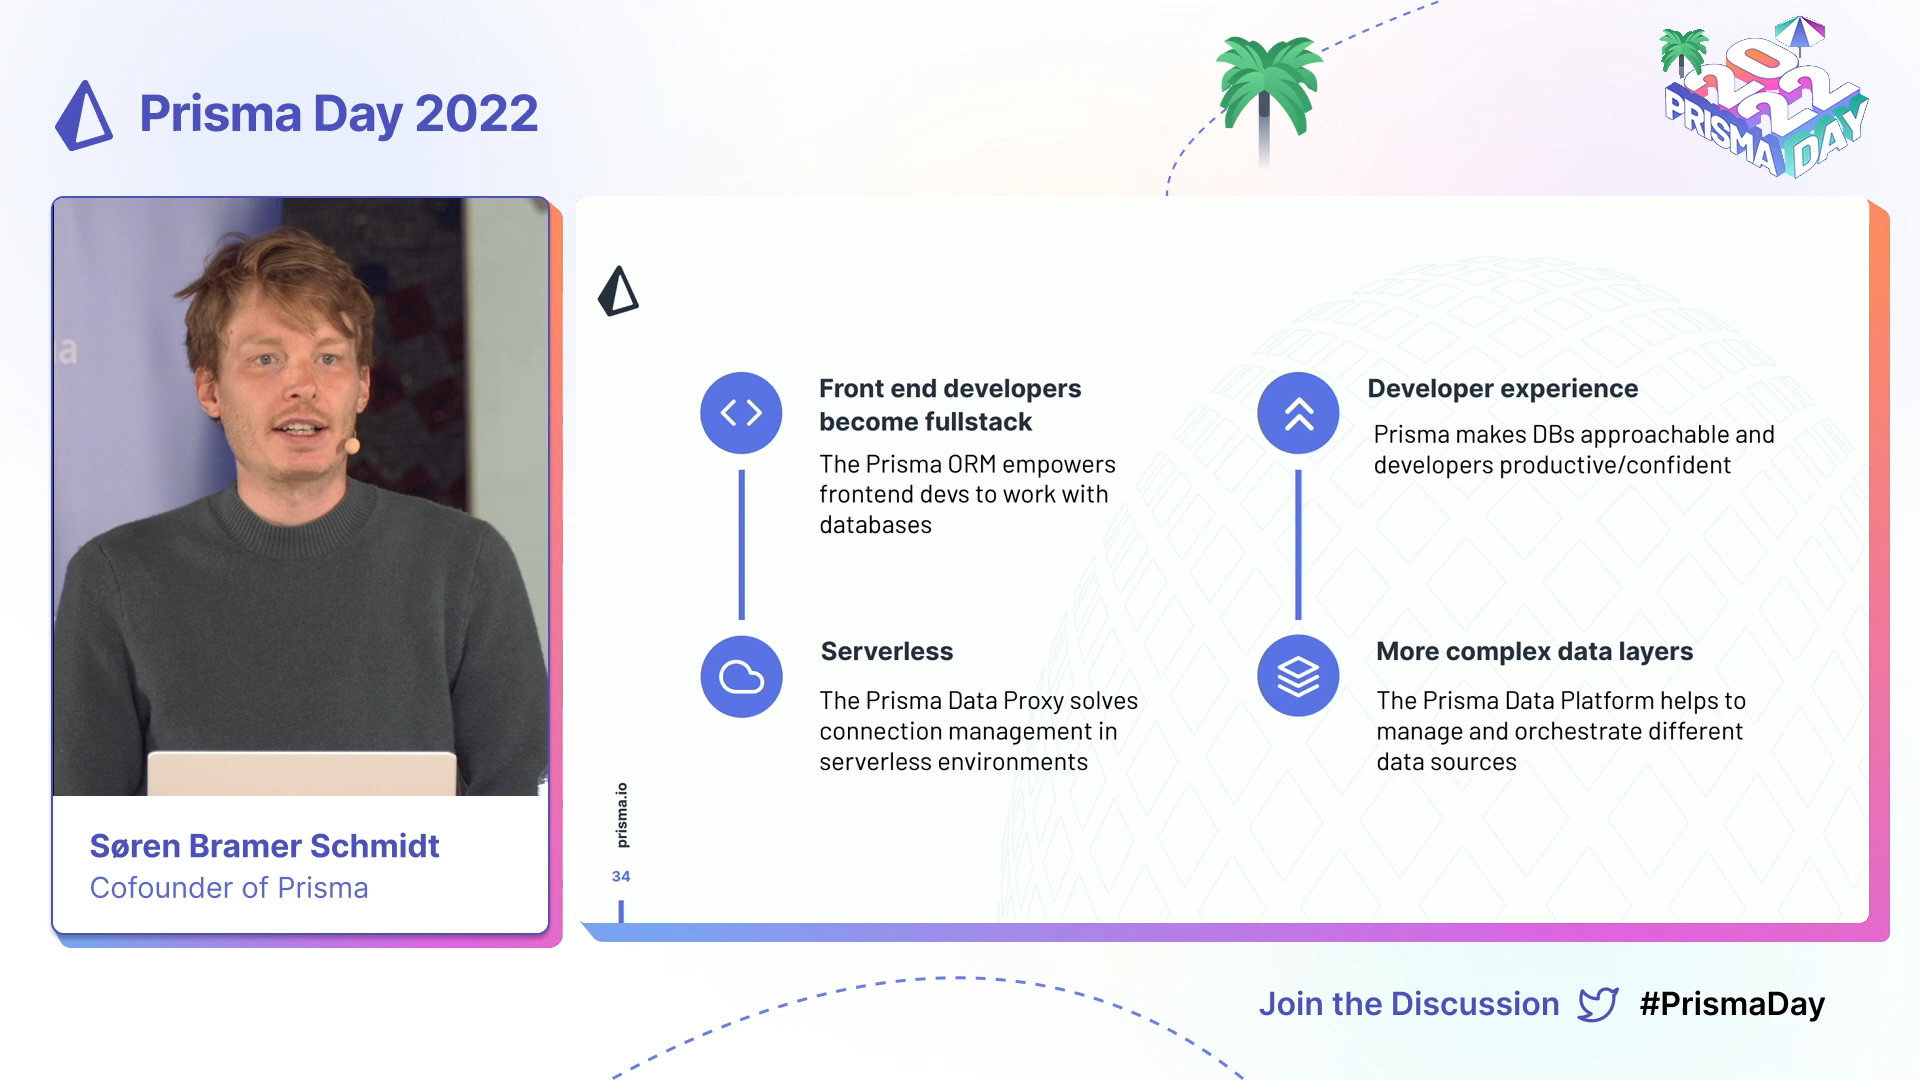 Prisma Day 2022
2022
PRISMA DAY
a
Front end developers
become fullstack
The Prisma ORM empowers
frontend devs to work with
databases
Developer experience
Prisma makes DBs approachable and
developers productive/confident
Serverless
The Prisma Data Proxy solves
connection management in
serverless environments
More complex data layers
The Prisma Data Platform helps to
manage and orchestrate different
data sources
prisma.io
34
Søren Bramer Schmidt
Cofounder of Prisma
Join the Discussion #PrismaDay